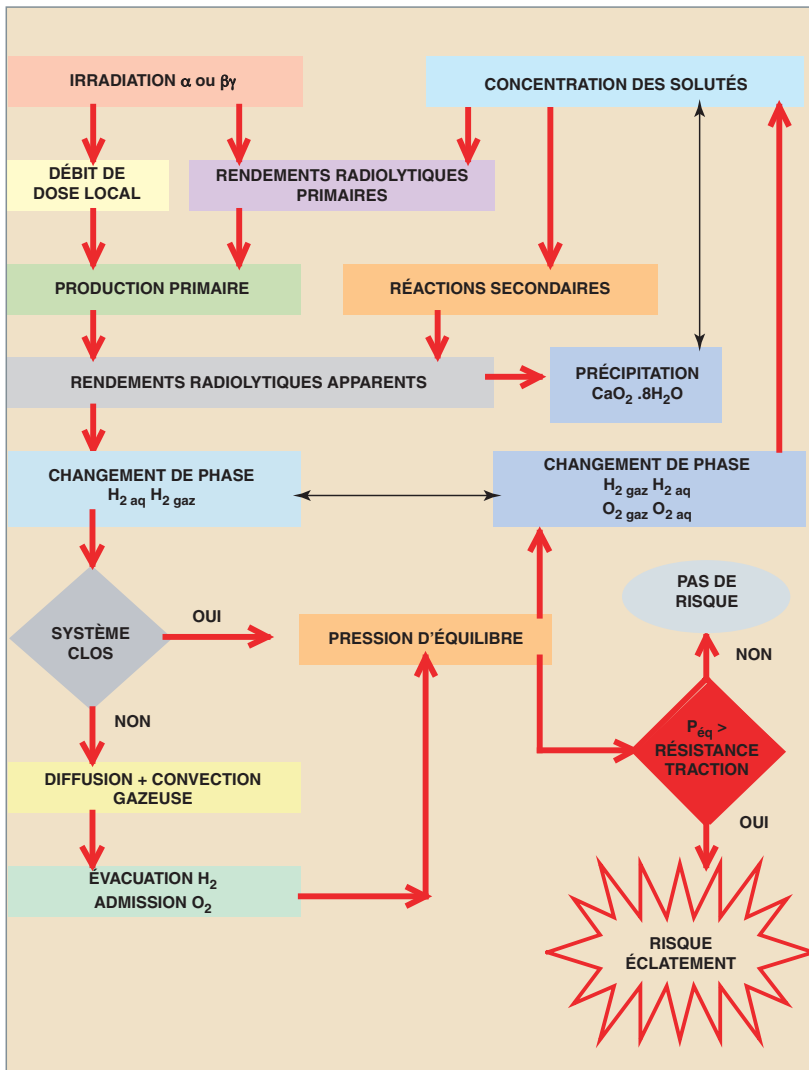 IRRADIATION α ou βγ
CONCENTRATION DES SOLUTÉS
DÉBIT DE
DOSE LOCAL
RENDEMENTS RADIOLYTIQUES
PRIMAIRES
PRODUCTION PRIMAIRE
RÉACTIONS SECONDAIRES
RENDEMENTS RADIOLYTIQUES APPARENTS
PRÉCIPITATION
CaO₂ .8H₂O
CHANGEMENT DE PHASE
H₂ aq H₂ gaz
CHANGEMENT DE PHASE
H₂ gaz H₂ aq
O₂ gaz O₂ aq
SYSTÈME
CLOS
OUI
PRESSION D'ÉQUILIBRE
PAS DE
RISQUE
NON
NON
Péq >
RÉSISTANCE
TRACTION
DIFFUSION + CONVECTION
GAZEUSE
OUI
ÉVACUATION H₂
ADMISSION O₂
RISQUE
ÉCLATEMENT